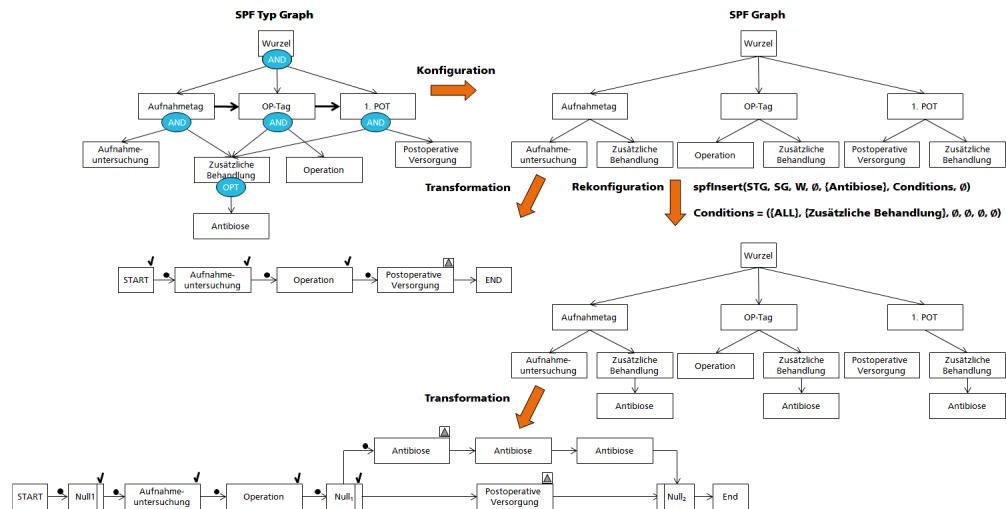 SPF Typ Graph
SPF Graph
Wurzel
AND
Wurzel
Konfiguration
Aufnahmetag
OP-Tag
1. POT
AND
AND
AND
Aufnahmetag
OP-Tag
1. POT
Aufnahme-
untersuchung
Zusätzliche
Behandlung
Operation
Postoperative
Versorgung
OPT
Antibiose
Aufnahme-
untersuchung
Zusätzliche
Behandlung
Operation
Zusätzliche
Behandlung
Postoperative
Versorgung
Zusätzliche
Behandlung
Transformation
Rekonfiguration
spfInsert(STG, SG, W, ø, {Antibiose}, Conditions, ø)
Conditions = ({ALL}, {Zusätzliche Behandlung}, ø, ø, ø, ø)
START
Aufnahme-
untersuchung
Operation
Postoperative
Versorgung
END
Wurzel
Aufnahmetag
OP-Tag
1. POT
Aufnahme-
untersuchung
Zusätzliche
Behandlung
Operation
Zusätzliche
Behandlung
Postoperative
Versorgung
Zusätzliche
Behandlung
Antibiose
Antibiose
Antibiose
Transformation
Antibiose
Antibiose
Antibiose
START
Null1
Aufnahme-
untersuchung
Operation
Null₁
Postoperative
Versorgung
Null₂
End